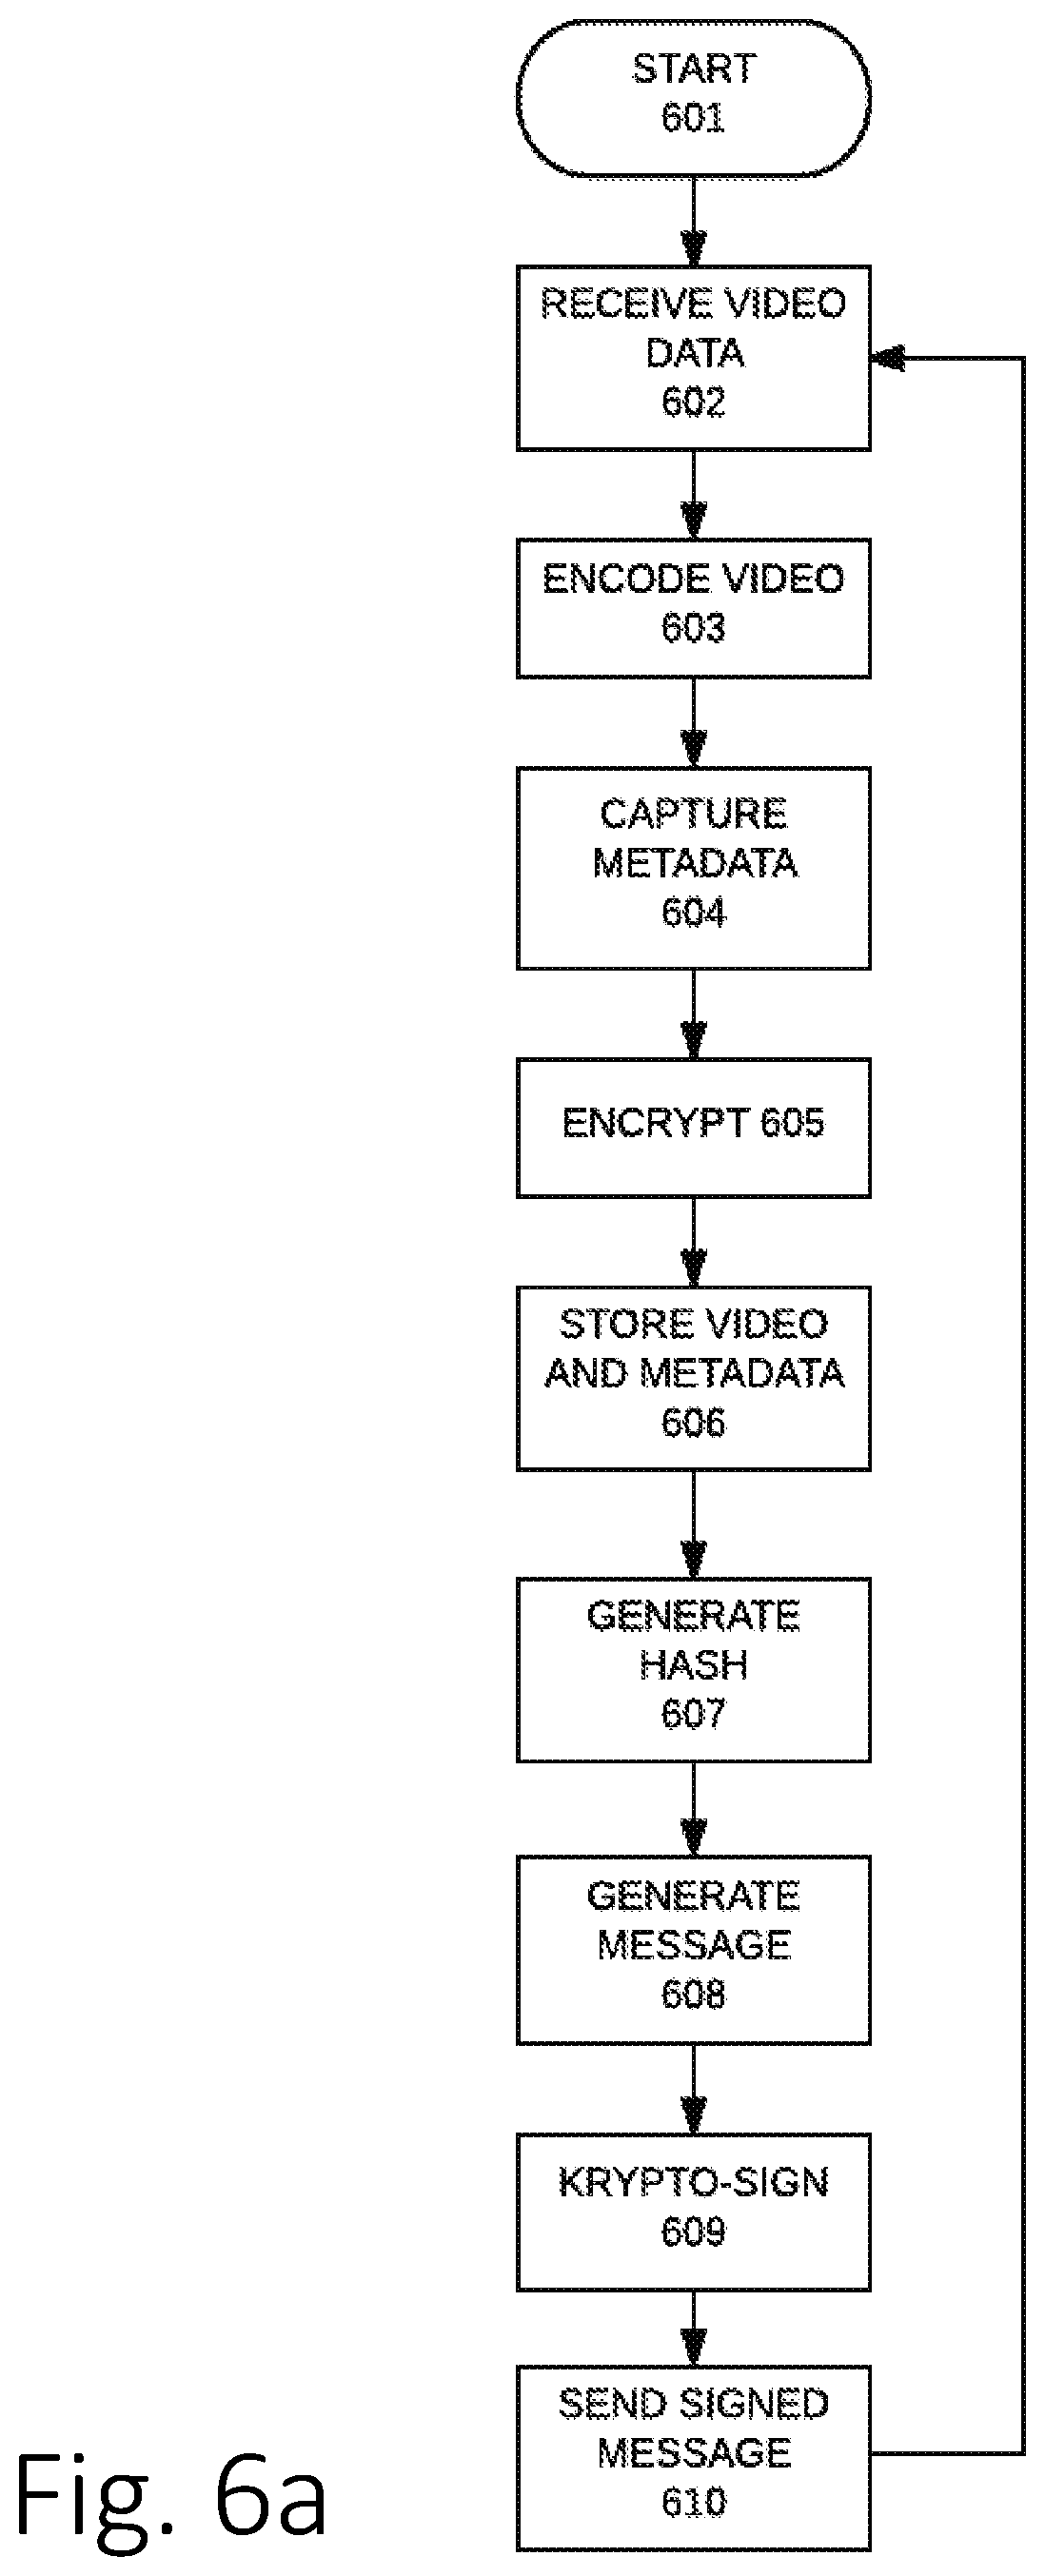 START
601
RECEIVE VIDEO
DATA
602
ENCODE VIDEO
603
CAPTURE
METADATA
604
ENCRYPT 605
STORE VIDEO
AND METADATA
606
GENERATE
HASH
607
GENERATE
MESSAGE
608
KRYPTO-SIGN
609
SEND SIGNED
MESSAGE
610
Fig. 6a